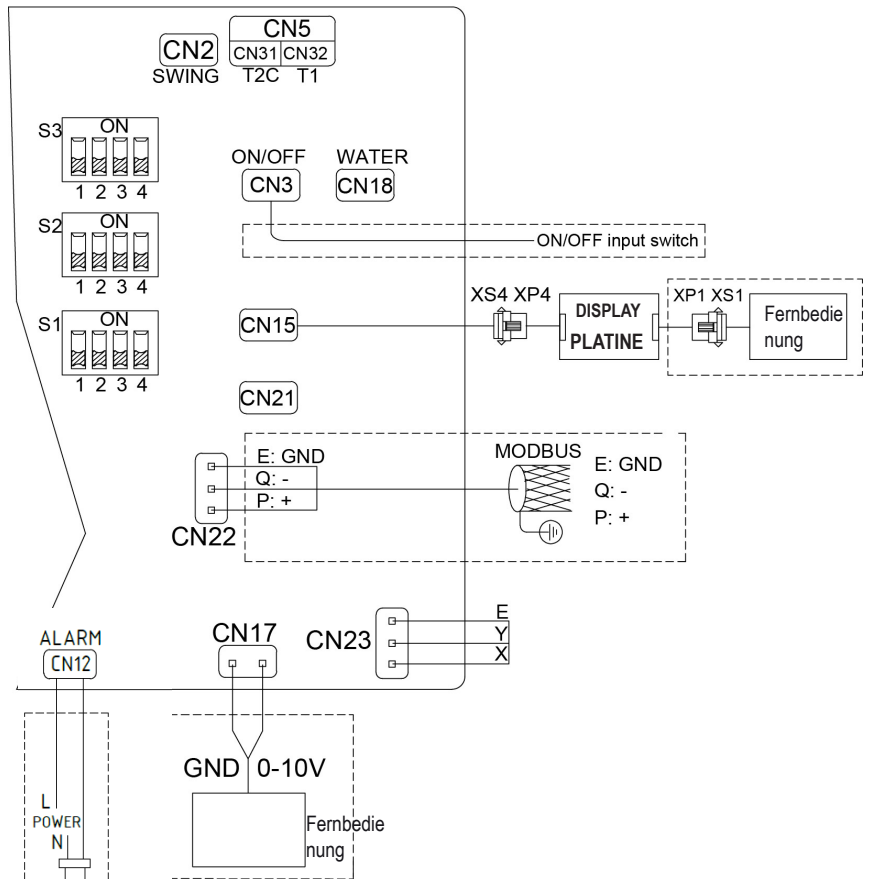 CN5
CN2
CN31 CN32
SWING
T2C T1
S3
ON
1 2 3 4
ON/OFF
WATER
CN3
CN18
S2
ON
1 2 3 4
ON/OFF input switch
S1
ON
1 2 3 4
CN15
XS4 XP4
DISPLAY
PLATINE
XP1 XS1
Fernbedie
nung
CN21
E: GND
Q: -
P: +
CN22
MODBUS
E: GND
Q: -
P: +
ALARM
CN12
CN17
CN23
E
Y
X
GND
0-10V
L
POWER
N
Fernbedie
nung